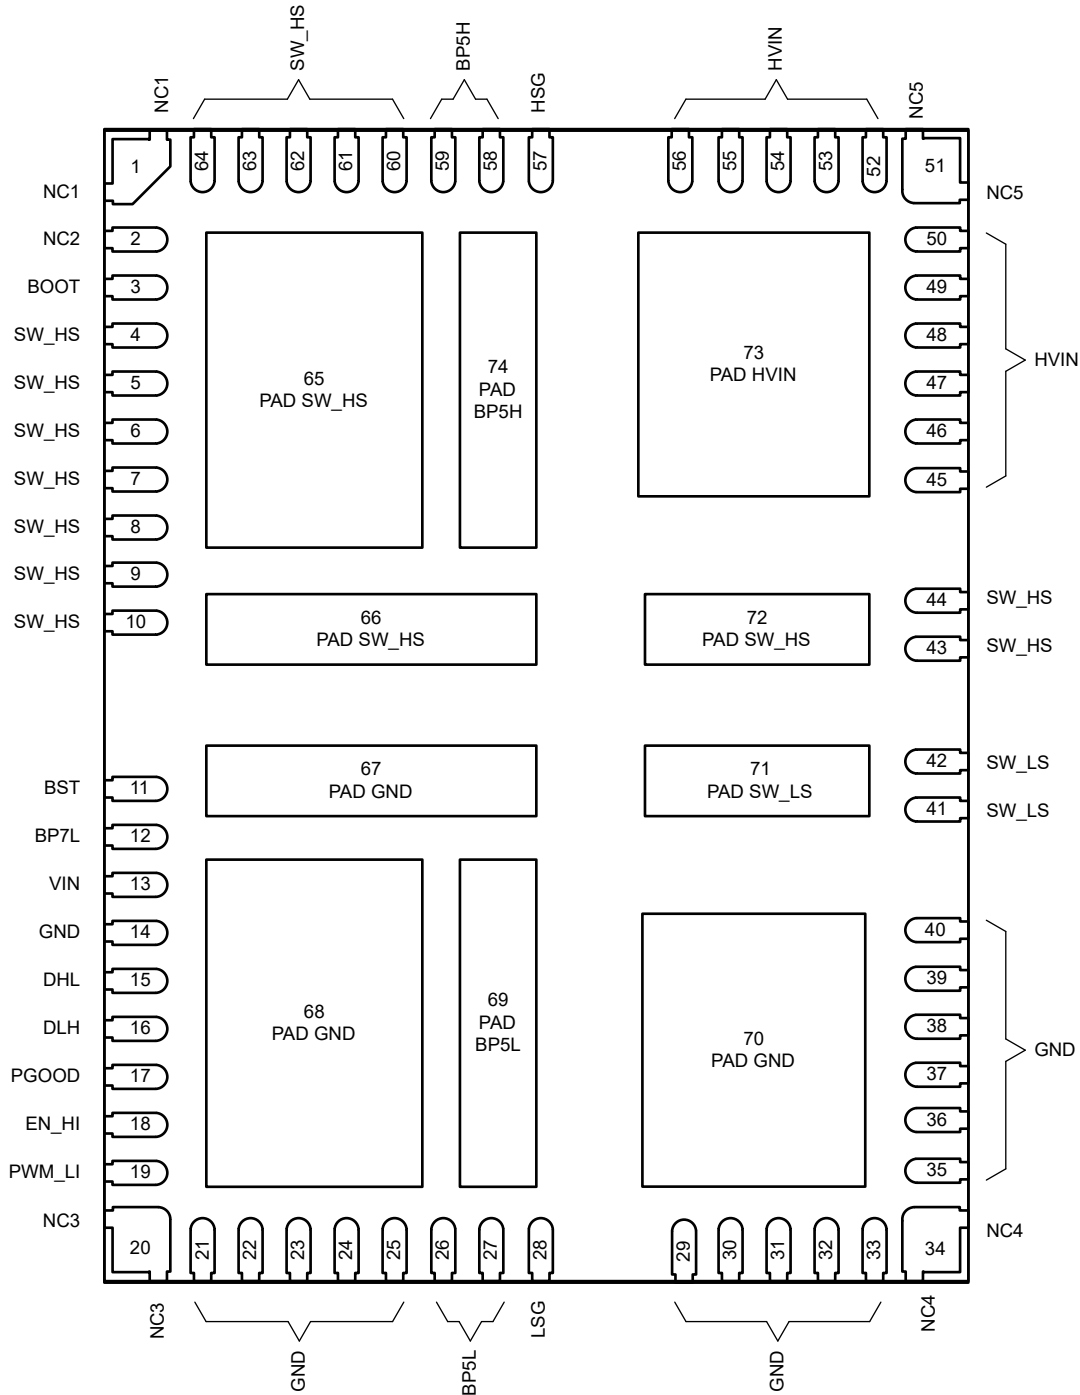 SW_HS
BP5H
HSG
HVIN
NC1
NC5
1
64
63
62
61
60
59
58
57
56
55
54
53
52
51
NC1
NC5
NC2
2
50
BOOT
3
49
SW_HS
4
48
HVIN
SW_HS
5
47
SW_HS
6
46
SW_HS
7
45
SW_HS
8
SW_HS
9
SW_HS
10
65
PAD SW_HS
74
PAD
BP5H
73
PAD HVIN
44
SW_HS
43
SW_HS
66
PAD SW_HS
72
PAD SW_HS
67
PAD GND
71
PAD SW_LS
42
SW_LS
41
SW_LS
BST
11
BP7L
12
VIN
13
GND
14
DHL
15
DLH
16
PGOOD
17
EN_HI
18
PWM_LI
19
68
PAD GND
69
PAD
BP5L
70
PAD GND
40
39
38
37
36
35
GND
NC3
NC4
20
21
22
23
24
25
26
27
28
29
30
31
32
33
34
NC3
GND
BP5L
LSG
GND
NC4